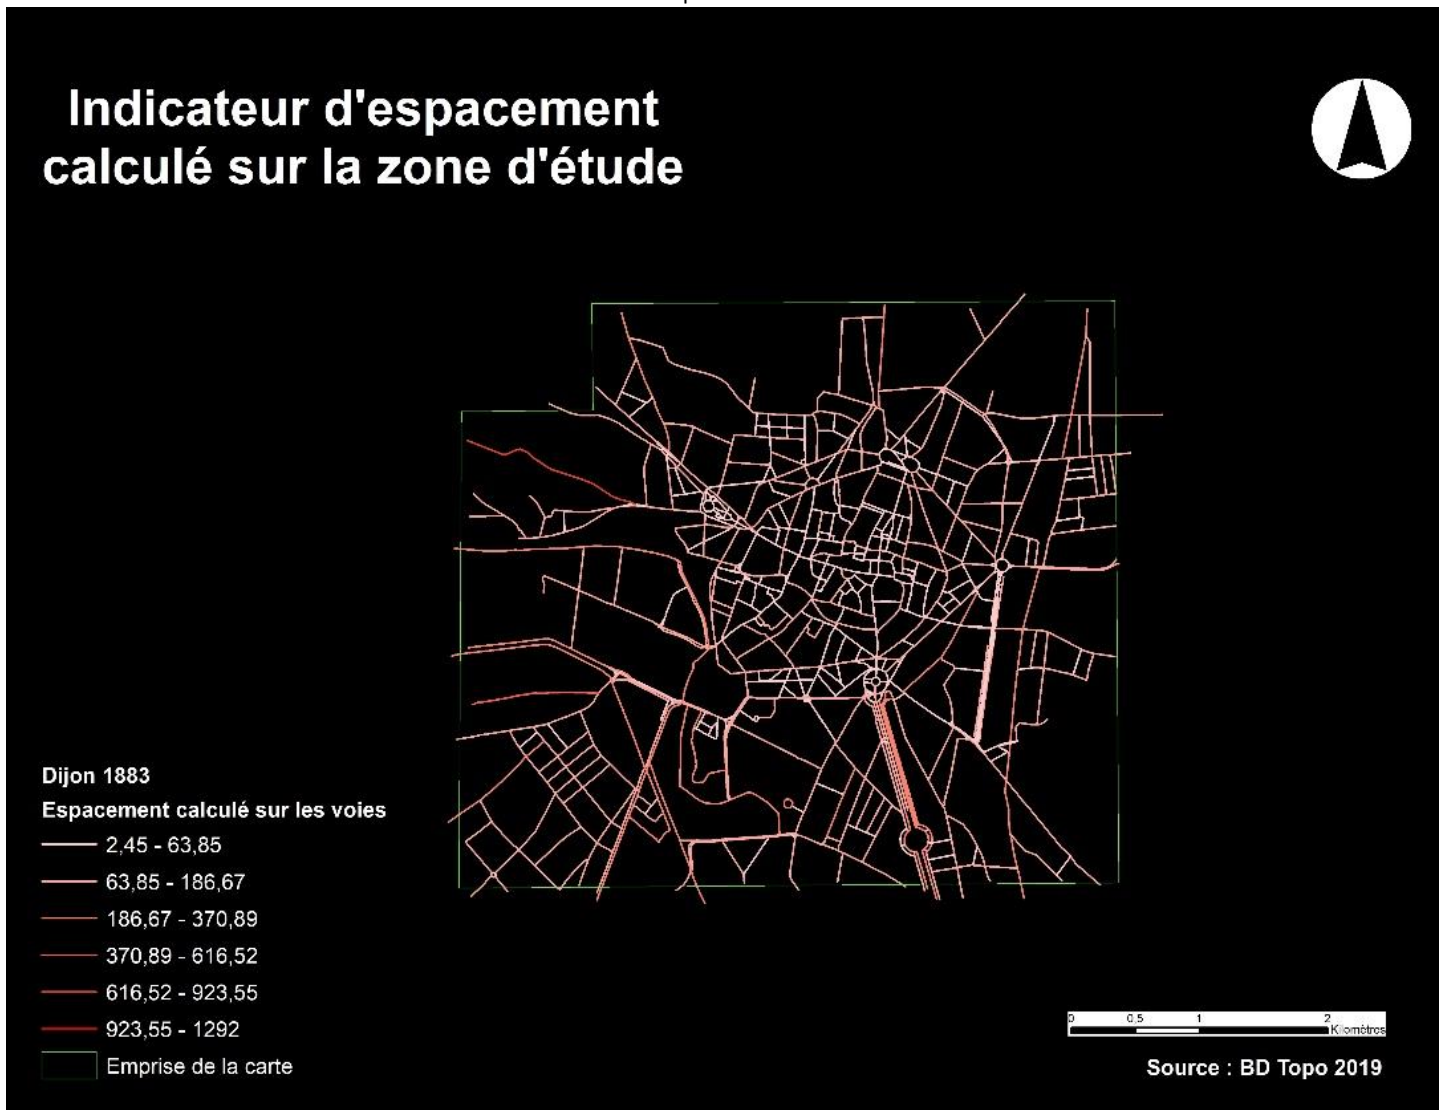 Indicateur d'espacement
calculé sur la zone d'étude
Dijon 1883
Espacement calculé sur les voies
2,45 - 63,85
63,85 - 186,67
186,67 - 370,89
370,89 - 616,52
616,52 - 923,55
923,55 - 1292
Emprise de la carte
0 0,5 1 2
Kilomètres
Source : BD Topo 2019